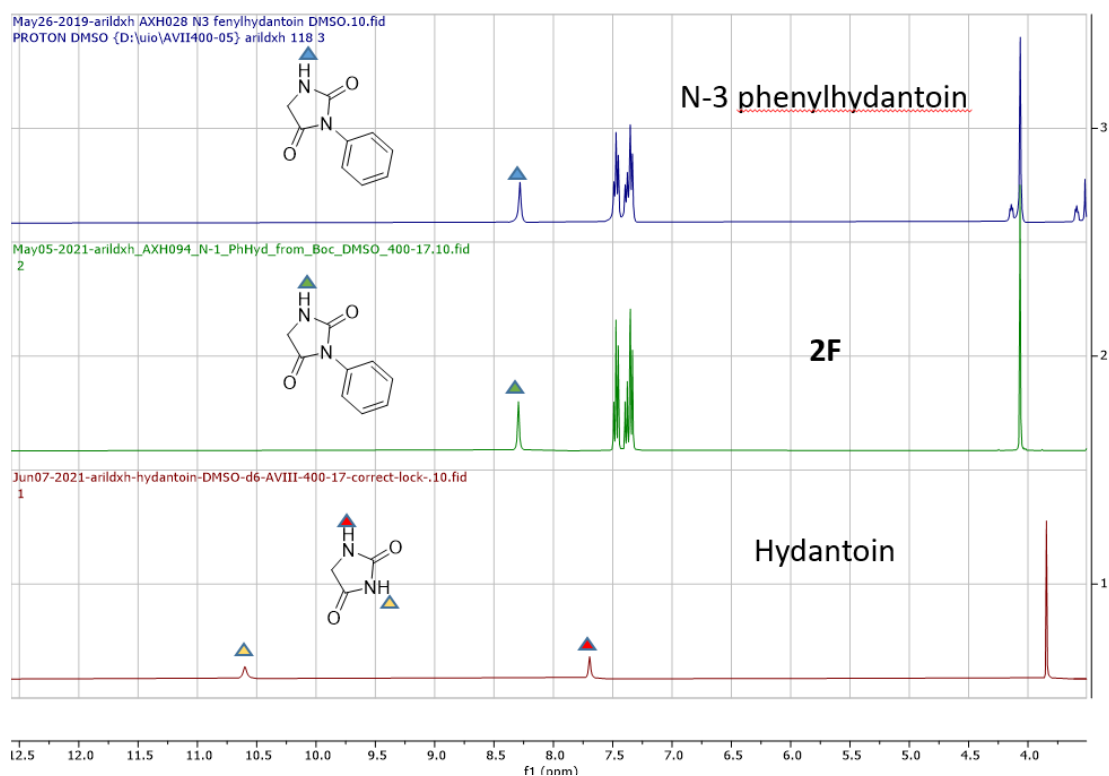 May26-2019-arildxh AXH028 N3 fenylhydantoin DMSO.10.fid
PROTON DMSO {D:\uio\AVII400-05} arildxh 118 3
H
N
O
N
O
N-3 phenylhydantoin
3
May05-2021-arildxh_AXH094_N-1_PhHyd_from_Boc_DMSO_400-17.10.fid
2
H
N
O
N
O
2F
2
Jun07-2021-arildxh-hydantoin-DMSO-d6-AVIII-400-17-correct-lock-.10.fid
1
H
N
O
NH
O
Hydantoin
1
12.5 12.0 11.5 11.0 10.5 10.0 9.5 9.0 8.5 8.0 7.5 7.0 6.5 6.0 5.5 5.0 4.5 4.0
f1 (ppm)